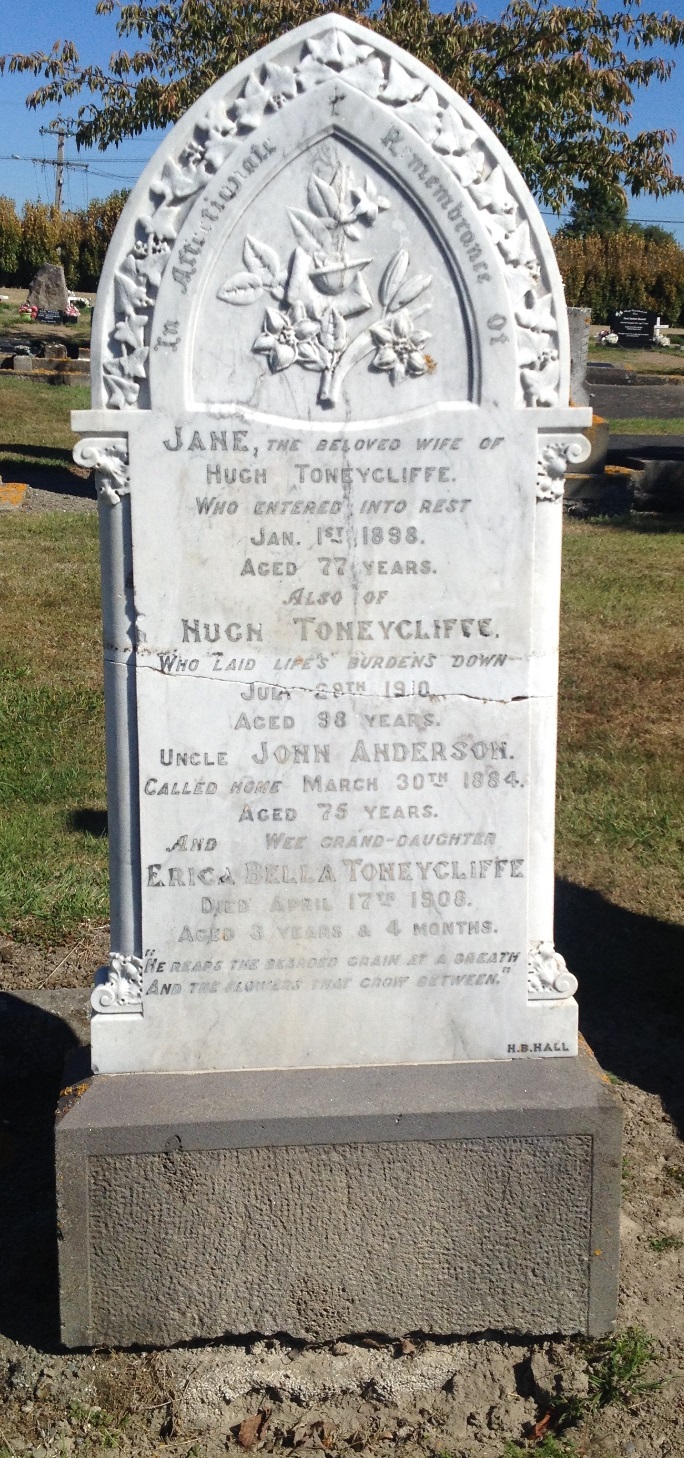 In Affectionate Remembrance Of
JANE, THE BELOVED WIFE OF
HUGH TONEYCLIFFE.
WHO ENTERED INTO REST
JAN. 1ST 1898.
AGED 77 YEARS.
ALSO OF
HUGH TONEYCLIFFE.
WHO LAID LIFE'S BURDENS DOWN
JULY 29TH 1910
AGED 98 YEARS.
UNCLE JOHN ANDERSON.
CALLED HOME MARCH 30TH 1884.
AGED 75 YEARS.
AND WEE GRAND-DAUGHTER
ERICA BELLA TONEYCLIFFE
DIED APRIL 17TH 1908.
AGED 3 YEARS & 4 MONTHS.
"HE REAPS THE BEARDED GRAIN AT A BREATH
AND THE FLOWERS THAT GROW BETWEEN."
H.B.HALL